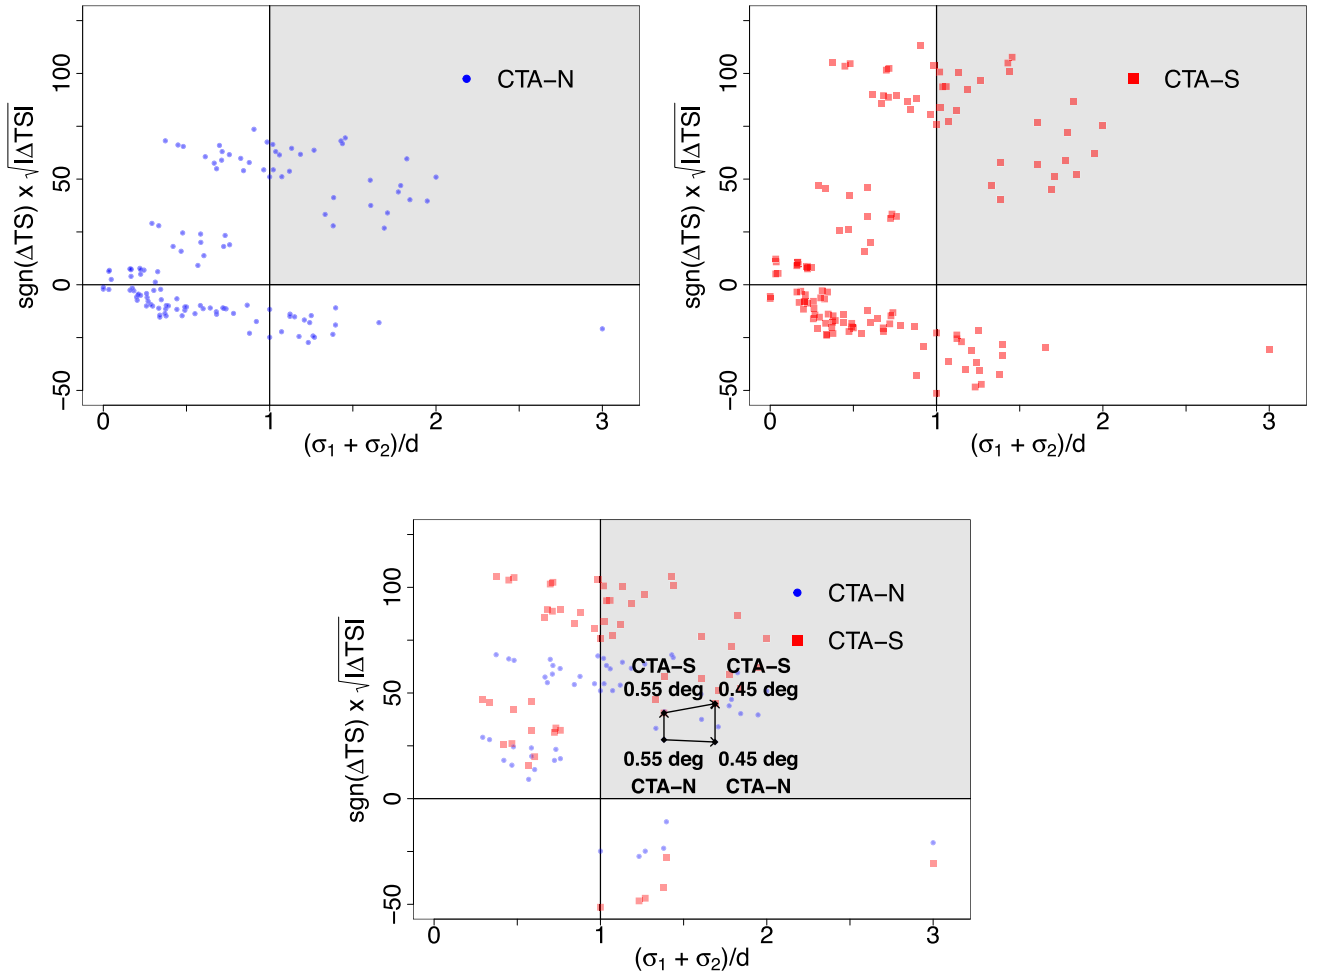 100
50
0
−50
sgn(ΔTS) x √|ΔTS|
CTA−N
0
1
2
3
(σ₁ + σ₂)/d
100
50
0
−50
sgn(ΔTS) x √|ΔTS|
CTA−S
0
1
2
3
(σ₁ + σ₂)/d
100
50
0
−50
sgn(ΔTS) x √|ΔTS|
CTA−N
CTA−S
CTA−S CTA−S
0.55 deg 0.45 deg
0.55 deg 0.45 deg
CTA−N CTA−N
0
1
2
3
(σ₁ + σ₂)/d